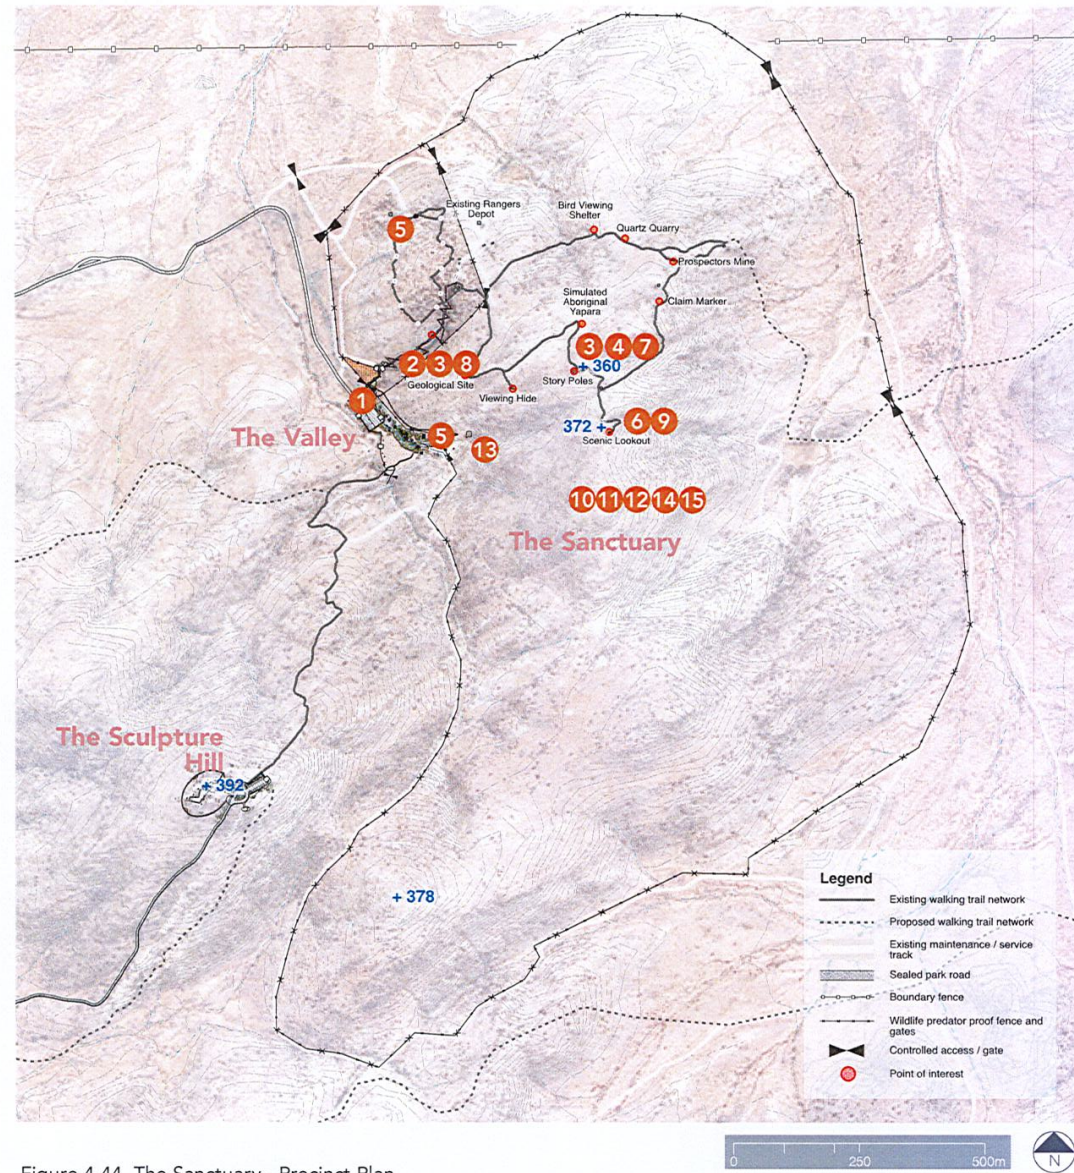 Existing Rangers
Depot
5
Bird Viewing
Shelter
Quartz Quarry
Prospectors Mine
Claim Marker
Simulated
Aboriginal
Yapara
3 4 7
+ 360
Story Poles
2 3 8
Geological Site
Viewing Hide
1
The Valley
5
13
372 +
6 9
Scenic Lookout
10 11 12 14 15
The Sanctuary
The Sculpture
Hill
+ 392
+ 378
Legend
Existing walking trail network
Proposed walking trail network
Existing maintenance / service
track
Sealed park road
Boundary fence
Wildlife predator proof fence and
gates
Controlled access / gate
Point of interest
0 250 500m
N
Figure 4.44 The Sanctuary - Precinct Plan